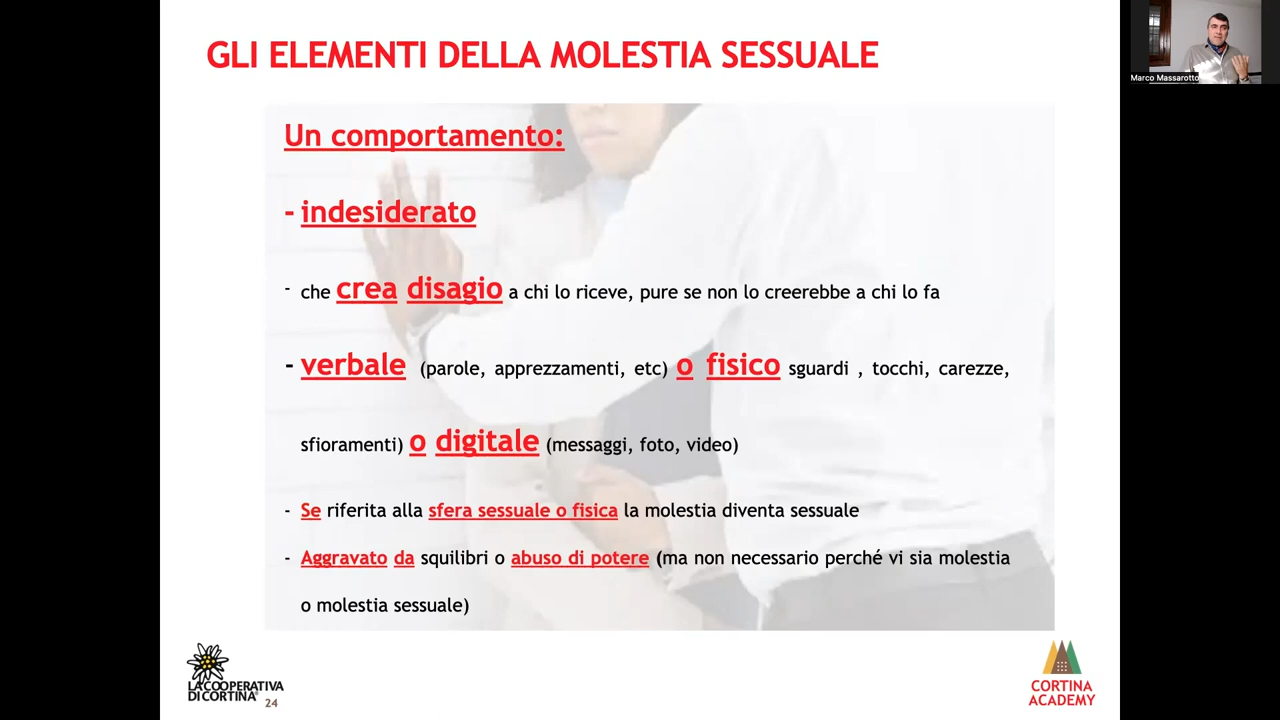 GLI ELEMENTI DELLA MOLESTIA SESSUALE
Marco Massarotto
Un comportamento:
- indesiderato
- che crea disagio a chi lo riceve, pure se non lo creerebbe a chi lo fa
- verbale (parole, apprezzamenti, etc) o fisico sguardi , tocchi, carezze,
sfioramenti) o digitale (messaggi, foto, video)
- Se riferita alla sfera sessuale o fisica la molestia diventa sessuale
- Aggravato da squilibri o abuso di potere (ma non necessario perché vi sia molestia
o molestia sessuale)
LA COOPERATIVA
DI CORTINA
24
CORTINA
ACADEMY